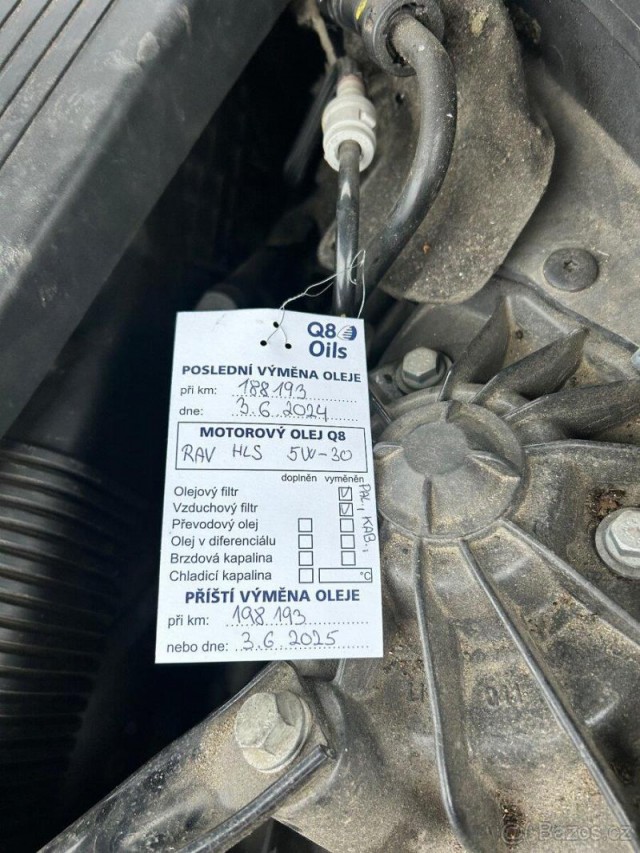 Q8
Oils
POSLEDNÍ VÝMĚNA OLEJE
při km: 188 193
dne: 3.6.2024
MOTOROVÝ OLEJ Q8
RAV HLS 5W-30
doplněn vyměněn
Olejový filtr
Vzduchový filtr
PAL., KAB.,
Převodový olej
Olej v diferenciálu
Brzdová kapalina
Chladicí kapalina °C
PŘÍŠTÍ VÝMĚNA OLEJE
při km: 198 193
nebo dne: 3.6.2025
Bazos.cz